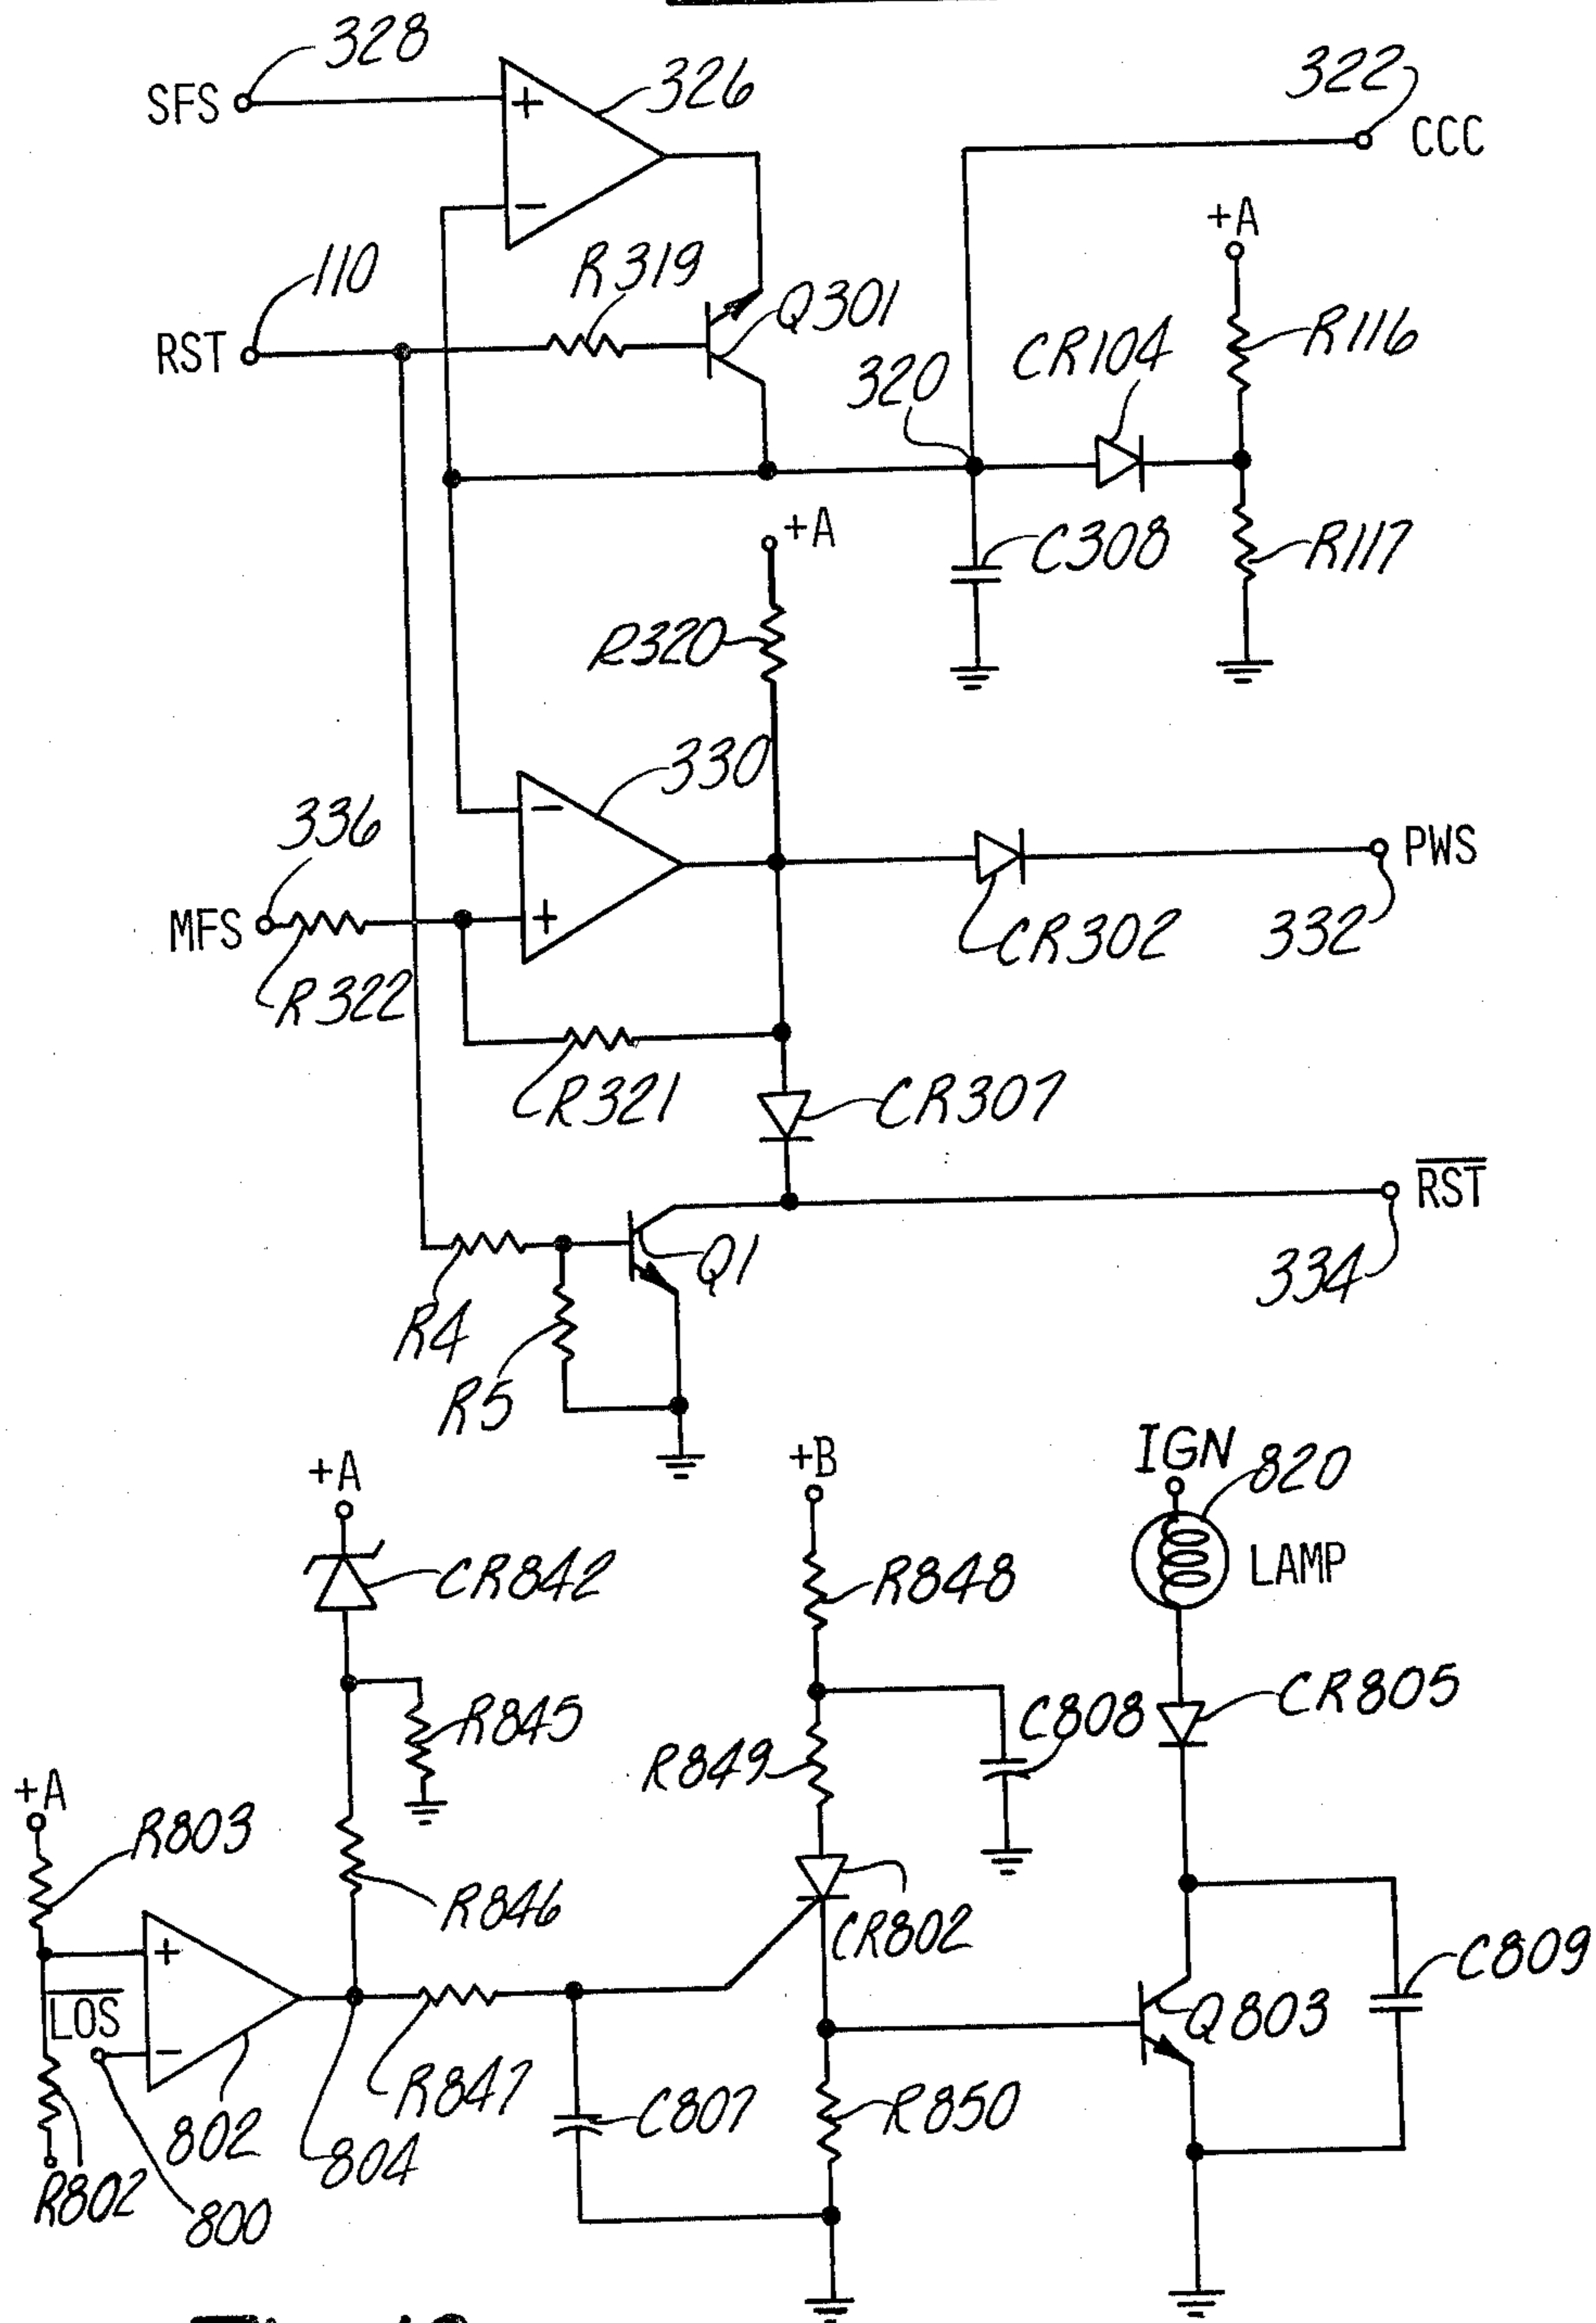 328
SFS
+
326
322
CCC
−
+A
110
R319
RST
Q301
CR104
R116
320
+A
C308
R117
R320
330
336
−
PWS
MFS
+
CR302
332
R322
R321
CR307
RST
Q1
334
R4
R5
+A
+B
IGN
820
CR842
R848
LAMP
R845
C808
CR805
R849
+A
R803
R846
CR802
+
C809
LOS
Q803
−
R847
C807
R850
802
804
R802
800